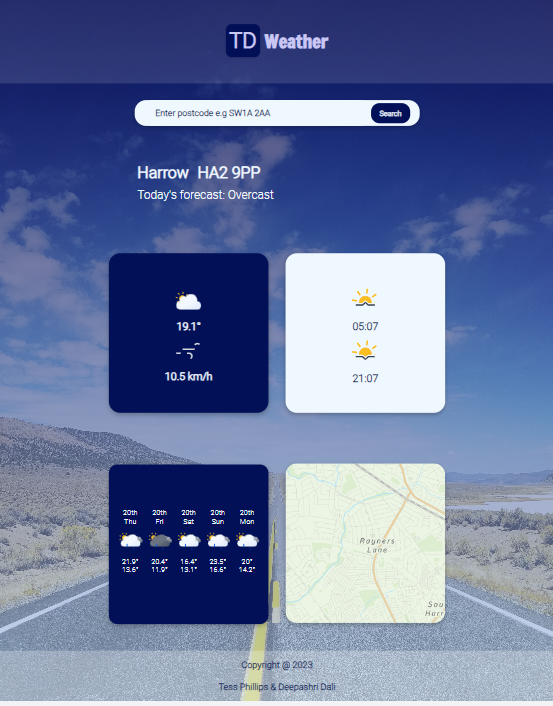 TD Weather
Enter postcode e.g SW1A 2AA
Search
Harrow HA2 9PP
Today's forecast: Overcast
19.1°
10.5 km/h
05:07
21:07
20th 20th 20th 20th 20th
Thu Fri Sat Sun Mon
21.9° 20.4° 16.4° 23.5° 20°
13.6° 11.9° 13.1° 16.6° 14.2°
Rayners
Lane
Sou
Harr
Copyright @ 2023
Tess Phillips & Deepashri Dali